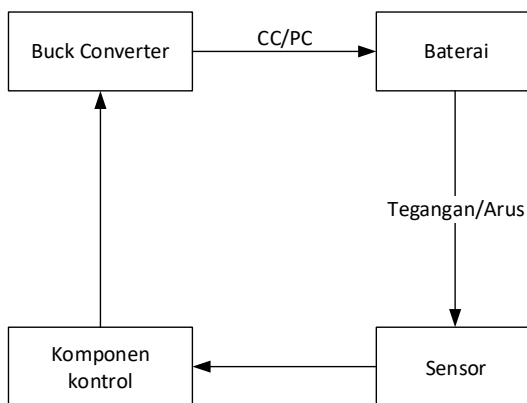 Buck Converter
CC/PC
Baterai
Tegangan/Arus
Komponen
kontrol
Sensor